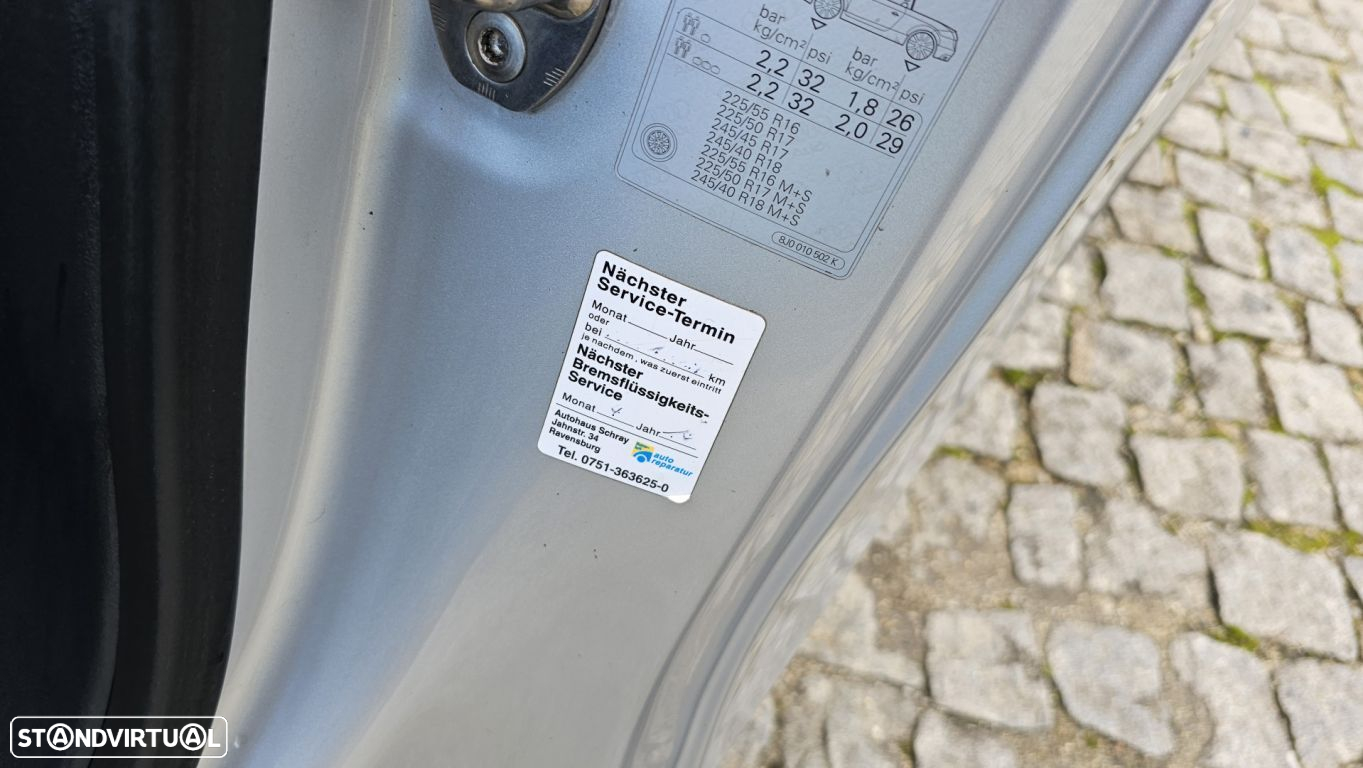 bar
kg/cm² psi
bar
kg/cm² psi
2,2 32 1,8 26
2,2 32 2,0 29
225/55 R16
225/50 R17
245/45 R17
245/40 R18
225/55 R16 M+S
225/50 R17 M+S
245/40 R18 M+S
8J0 010 502 K
Nächster
Service-Termin
Monat Jahr
oder
bei km
je nachdem, was zuerst eintritt
Nächster
Bremsflüssigkeits-
Service
Monat Jahr
Autohaus Schray
Jahnstr. 34
Ravensburg
auto
reparatur
Tel. 0751-363625-0
STANDVIRTUAL